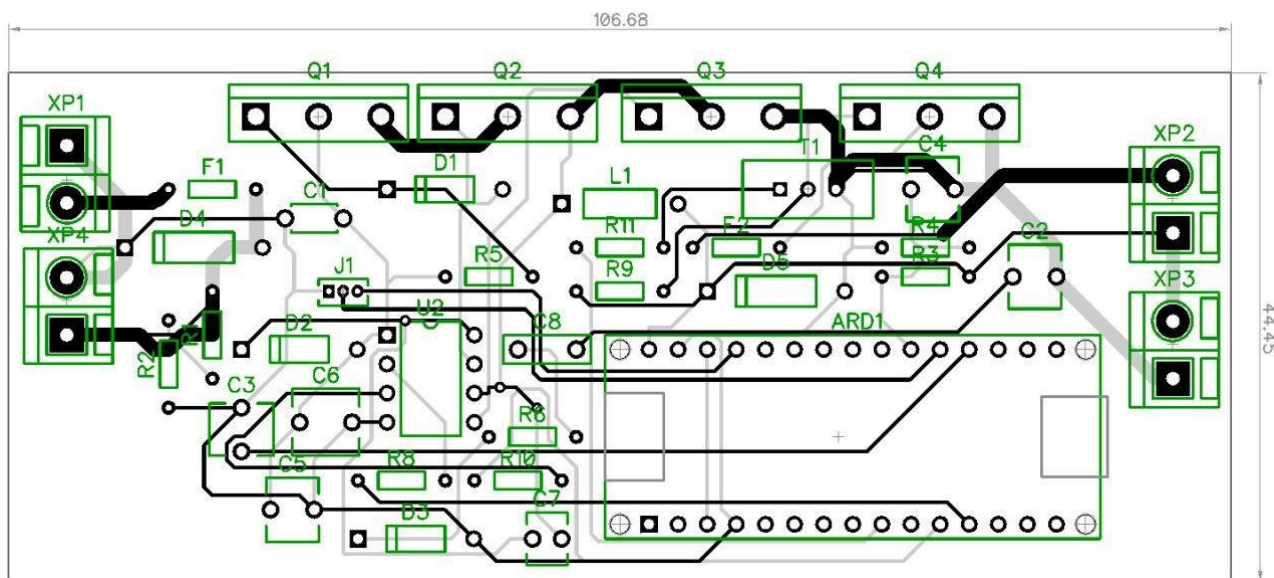 106.68
Q1 Q2 Q3 Q4
XP1 XP2
F1 D1 L1 T1 C4
C1
D4 R11 F2 R4 C2
XP4
J1 R5 R9 D5 R3 XP3
U2
D2 C8 ARD1
44.45
R2
C3 C6
R6
C5 R8 R10
D3 C7